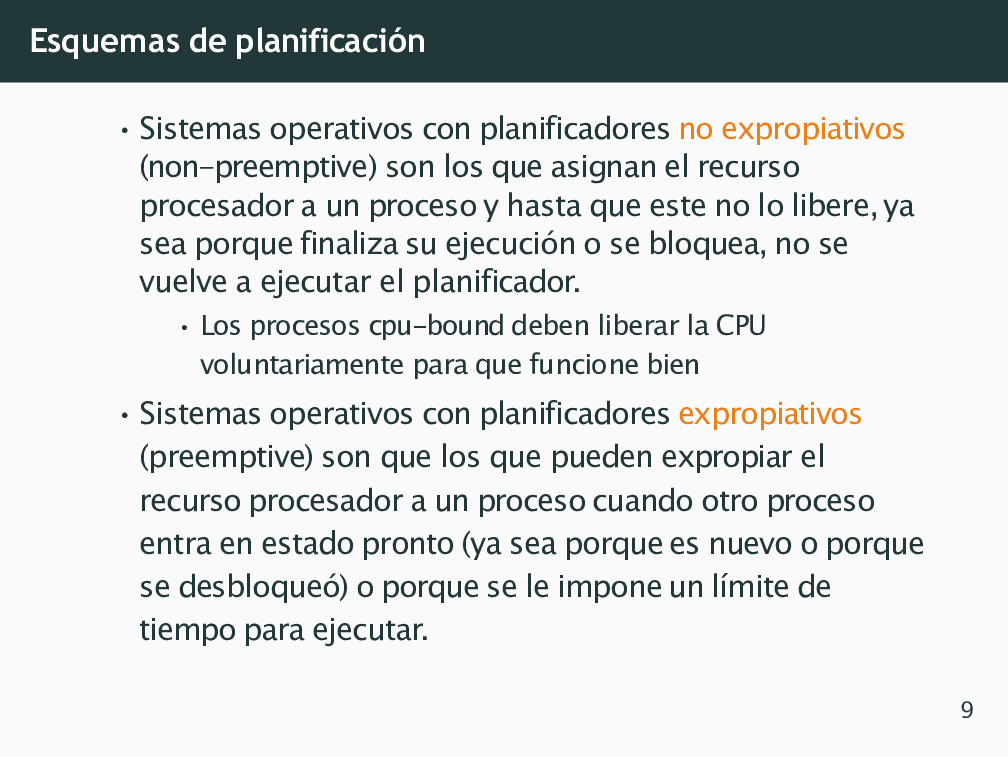 Esquemas de planificación
• Sistemas operativos con planificadores no expropiativos
(non-preemptive) son los que asignan el recurso
procesador a un proceso y hasta que este no lo libere, ya
sea porque finaliza su ejecución o se bloquea, no se
vuelve a ejecutar el planificador.
• Los procesos cpu-bound deben liberar la CPU
voluntariamente para que funcione bien
• Sistemas operativos con planificadores expropiativos
(preemptive) son que los que pueden expropiar el
recurso procesador a un proceso cuando otro proceso
entra en estado pronto (ya sea porque es nuevo o porque
se desbloqueó) o porque se le impone un límite de
tiempo para ejecutar.
9